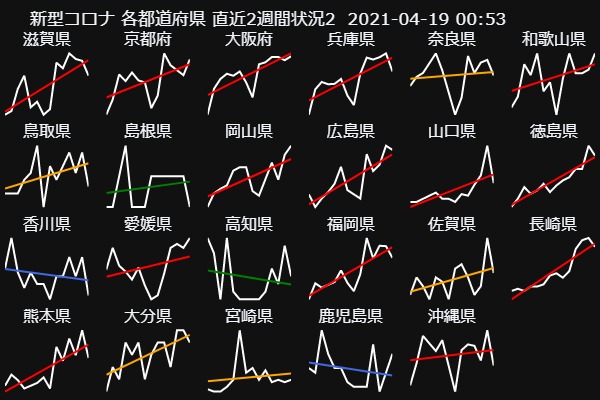 新型コロナ 各都道府県 直近2週間状況2 2021-04-19 00:53
滋賀県 京都府 大阪府 兵庫県 奈良県 和歌山県
鳥取県 島根県 岡山県 広島県 山口県 徳島県
香川県 愛媛県 高知県 福岡県 佐賀県 長崎県
熊本県 大分県 宮崎県 鹿児島県 沖縄県